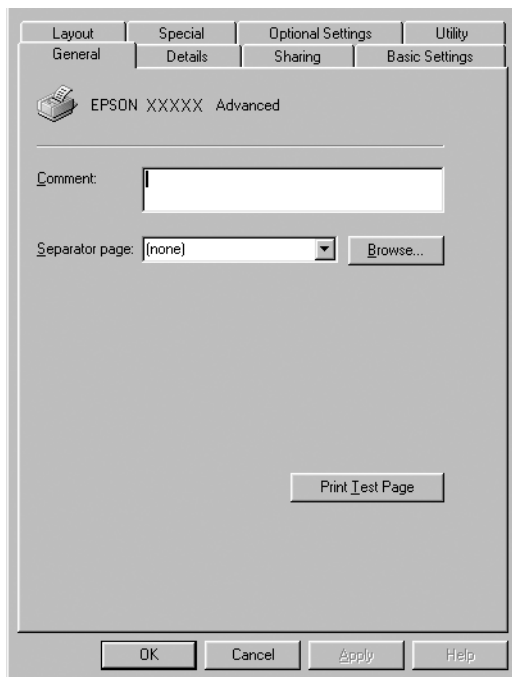 Layout Special Optional Settings Utility
General Details Sharing Basic Settings
EPSON XXXXX Advanced
Comment:
Separator page: (none) Browse...
Print Test Page
OK Cancel Apply Help